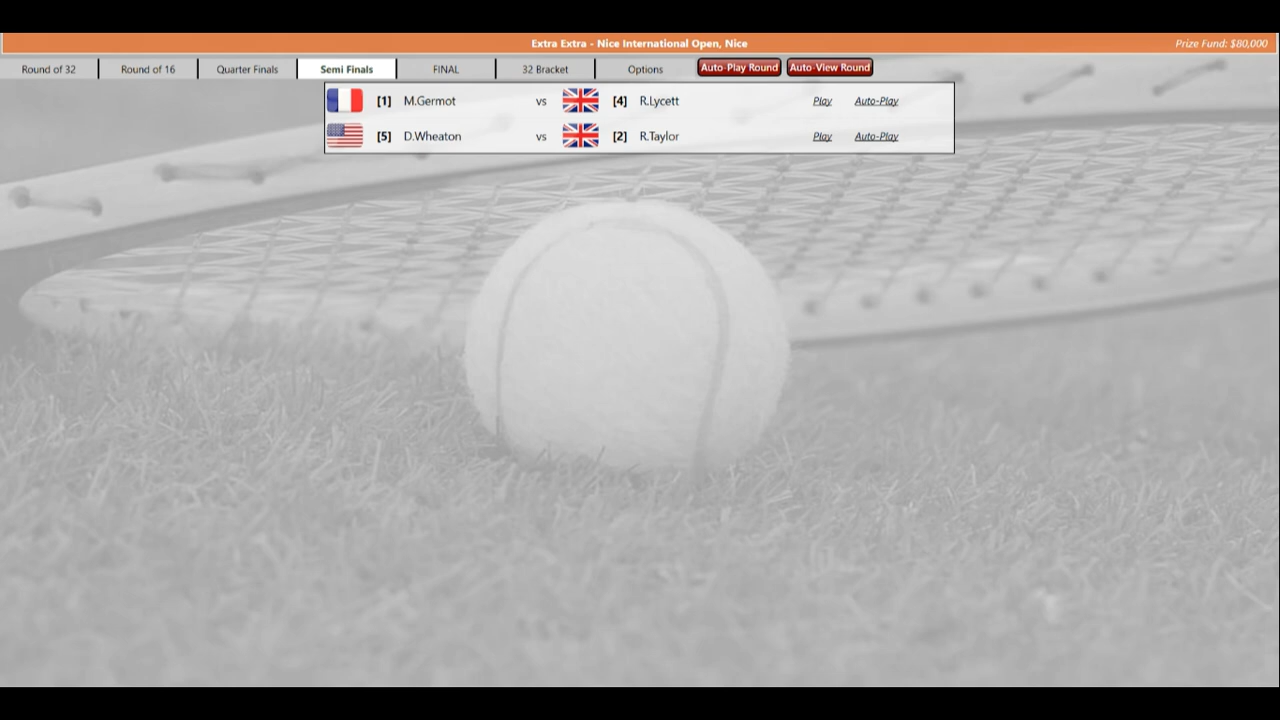 Extra Extra - Nice International Open, Nice Prize Fund: $80,000
Round of 32 Round of 16 Quarter Finals Semi Finals FINAL 32 Bracket Options Auto-Play Round Auto-View Round
[1] M.Germot vs [4] R.Lycett Play Auto-Play
[5] D.Wheaton vs [2] R.Taylor Play Auto-Play